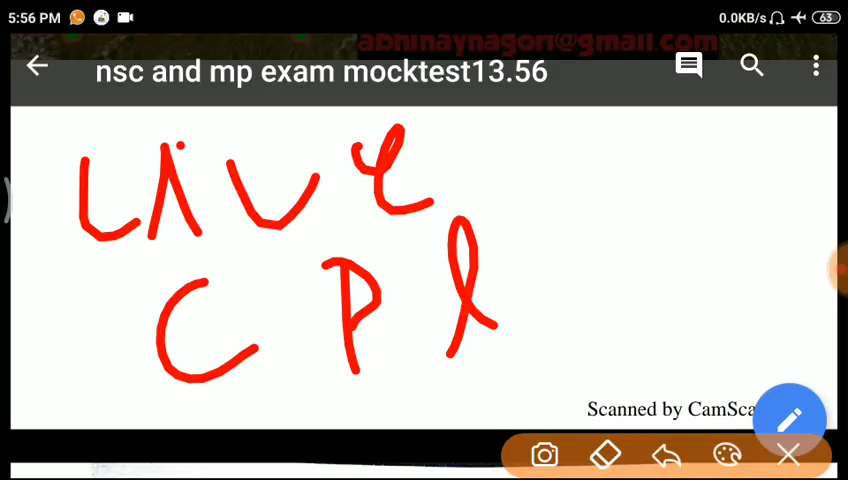 5:56 PM 0.0KB/s 63
abhinaynagori@gmail.com
nsc and mp exam mocktest13.56
Live
CPl
Scanned by CamSca